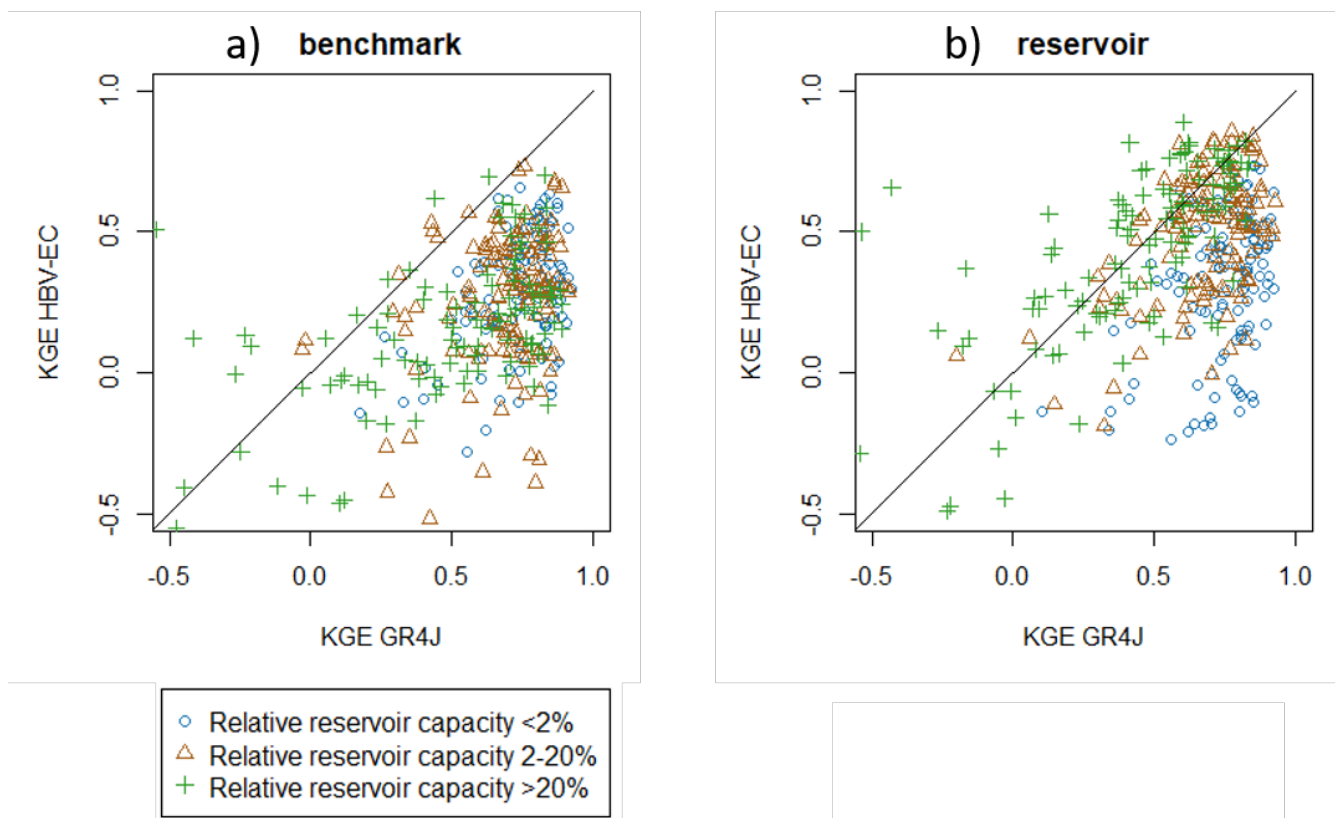 a) benchmark
1.0
0.5
0.0
-0.5
KGE HBV-EC
-0.5 0.0 0.5 1.0
KGE GR4J
b) reservoir
1.0
0.5
0.0
-0.5
KGE HBV-EC
-0.5 0.0 0.5 1.0
KGE GR4J
Relative reservoir capacity <2%
Relative reservoir capacity 2-20%
Relative reservoir capacity >20%